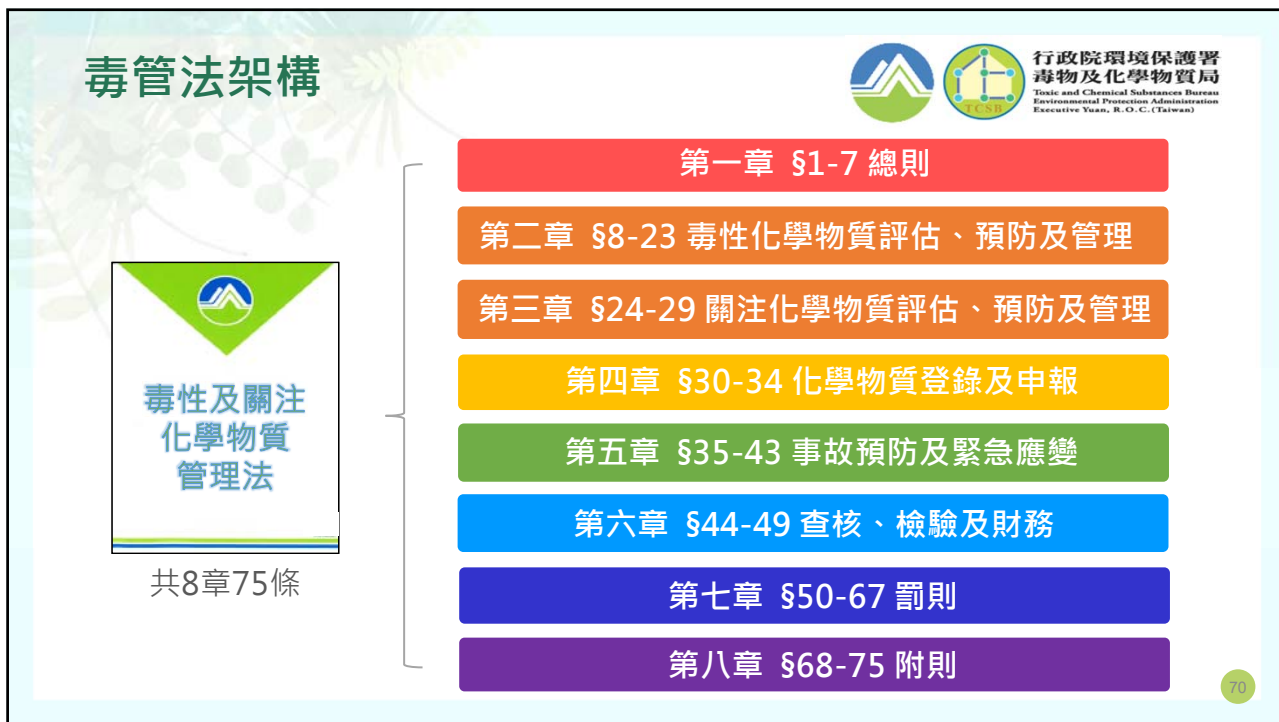 毒管法架構
行政院環境保護署
毒物及化學物質局
Toxic and Chemical Substances Bureau
Environmental Protection Administration
Executive Yuan, R.O.C.(Taiwan)
TCSB
第一章 §1-7 總則
第二章 §8-23 毒性化學物質評估、預防及管理
第三章 §24-29 關注化學物質評估、預防及管理
第四章 §30-34 化學物質登錄及申報
第五章 §35-43 事故預防及緊急應變
第六章 §44-49 查核、檢驗及財務
第七章 §50-67 罰則
第八章 §68-75 附則
毒性及關注
化學物質
管理法
共8章75條
70